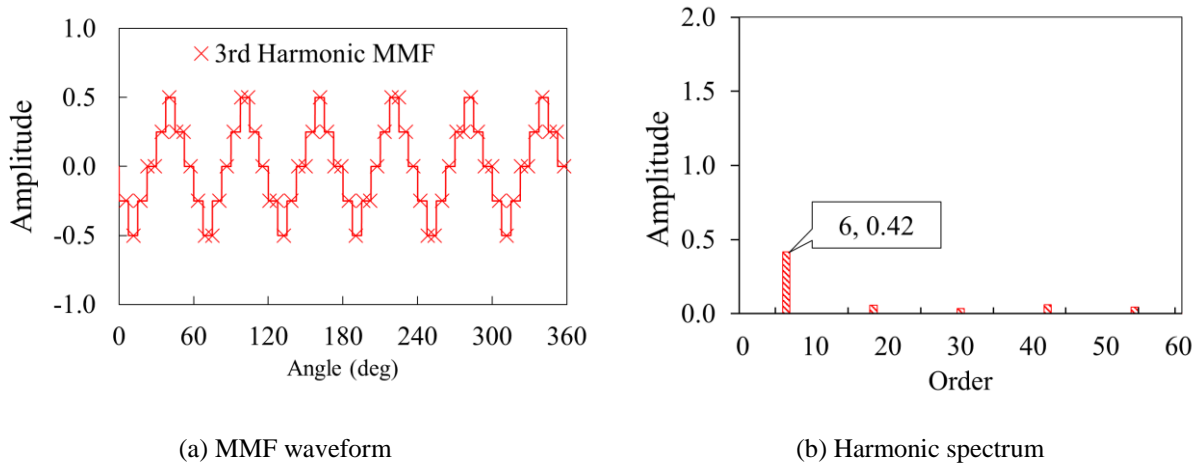 1.0
0.5
0.0
-0.5
-1.0
Amplitude
3rd Harmonic MMF
0 60 120 180 240 300 360
Angle (deg)
(a) MMF waveform
2.0
1.5
1.0
0.5
0.0
Amplitude
6, 0.42
0 10 20 30 40 50 60
Order
(b) Harmonic spectrum